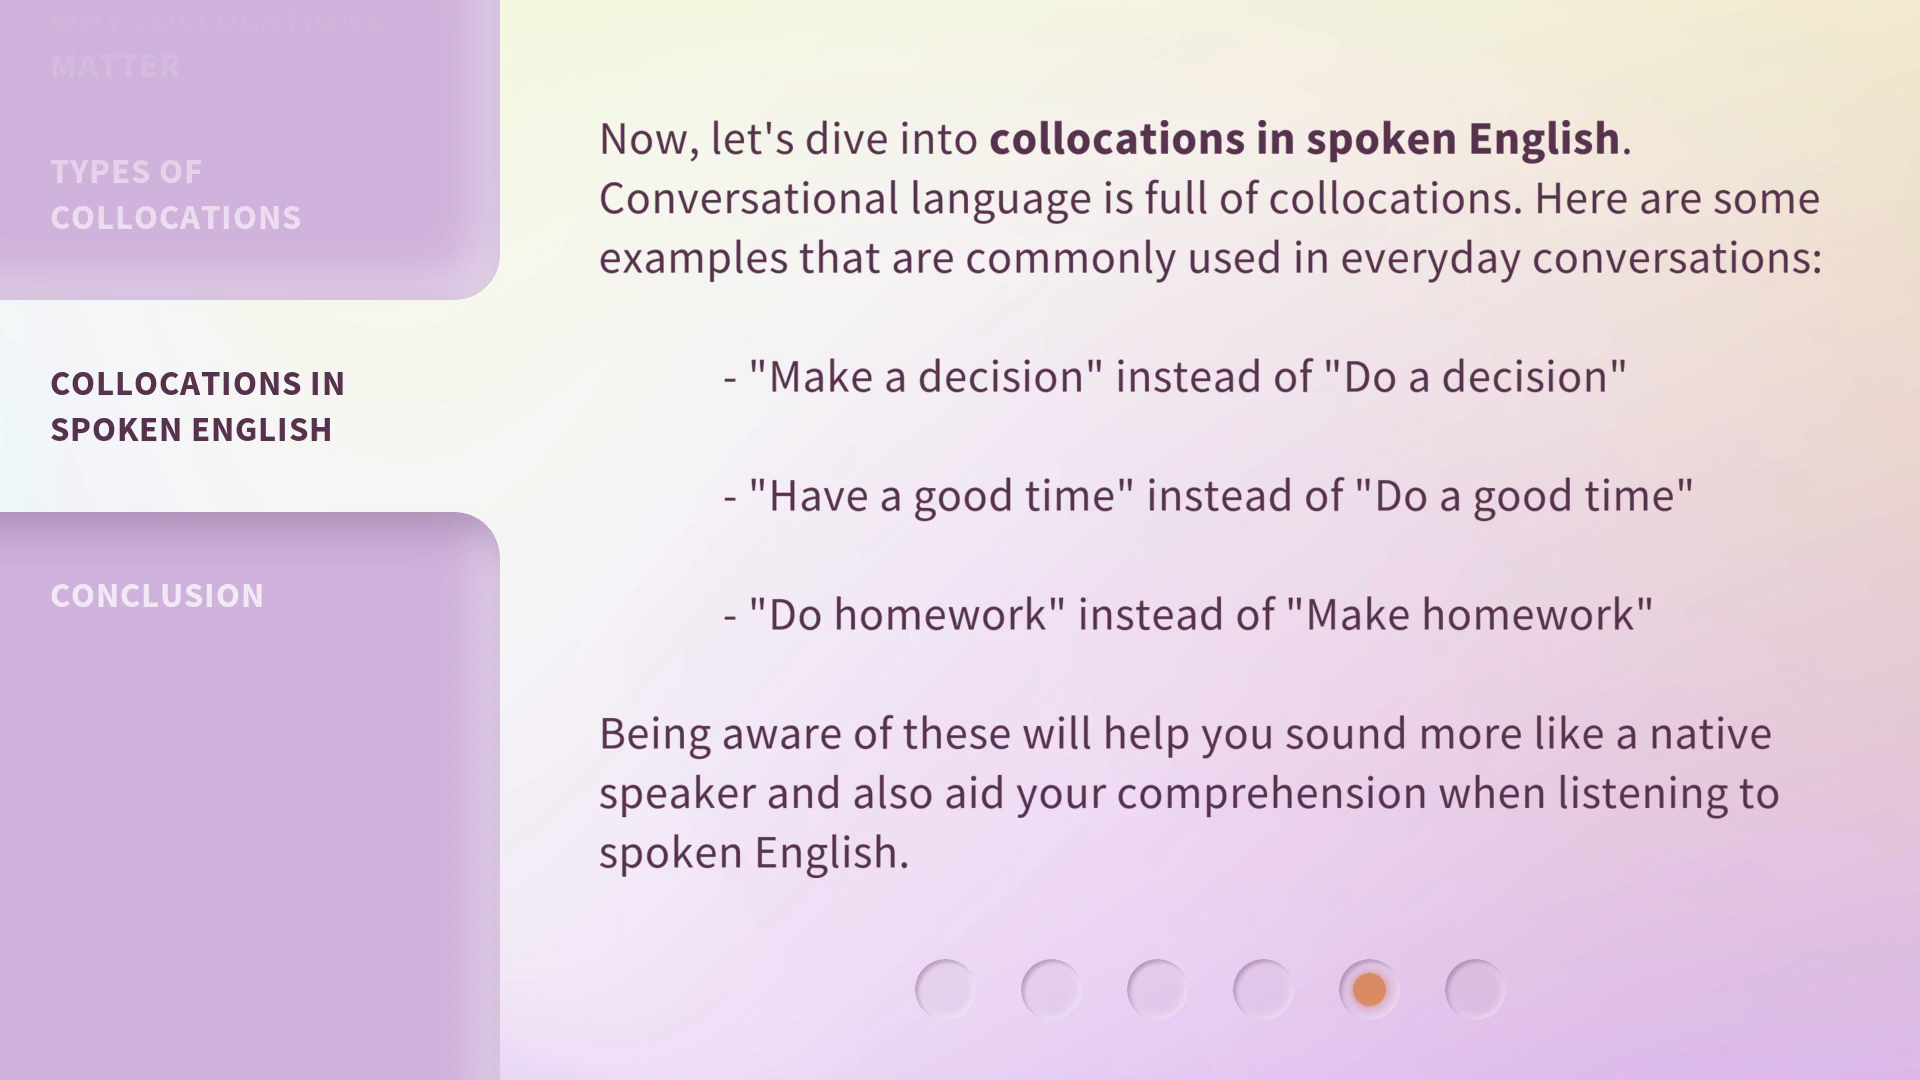 WHY COLLOCATIONS
MATTER
TYPES OF
COLLOCATIONS
COLLOCATIONS IN
SPOKEN ENGLISH
CONCLUSION
Now, let's dive into collocations in spoken English.
Conversational language is full of collocations. Here are some
examples that are commonly used in everyday conversations:
- "Make a decision" instead of "Do a decision"
- "Have a good time" instead of "Do a good time"
- "Do homework" instead of "Make homework"
Being aware of these will help you sound more like a native
speaker and also aid your comprehension when listening to
spoken English.